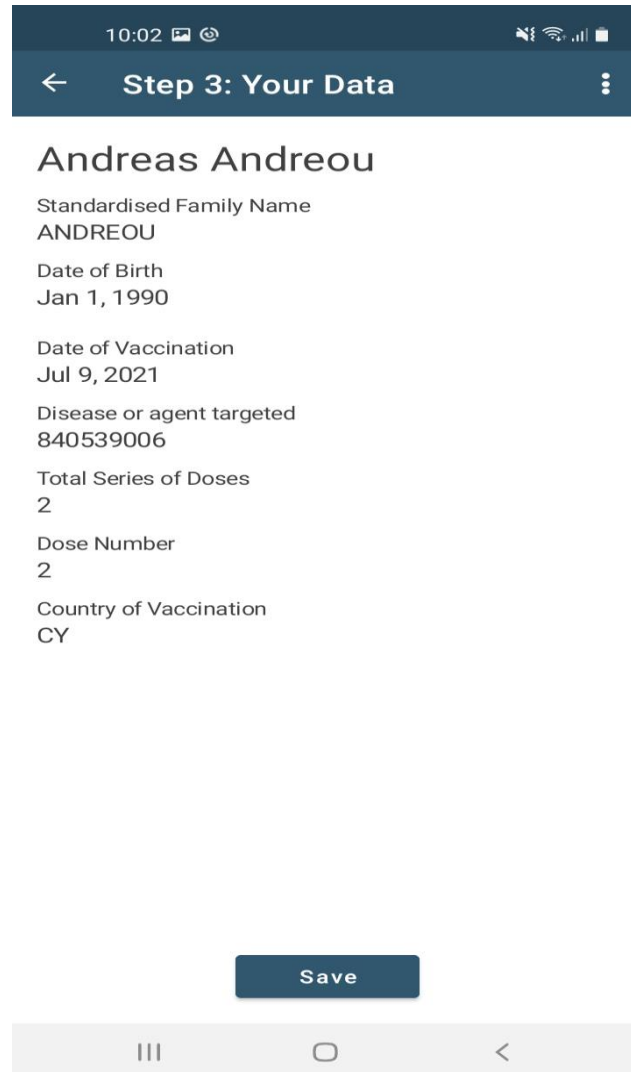 10:02
Step 3: Your Data
Andreas Andreou
Standardised Family Name
ANDREOU
Date of Birth
Jan 1, 1990
Date of Vaccination
Jul 9, 2021
Disease or agent targeted
840539006
Total Series of Doses
2
Dose Number
2
Country of Vaccination
CY
Save